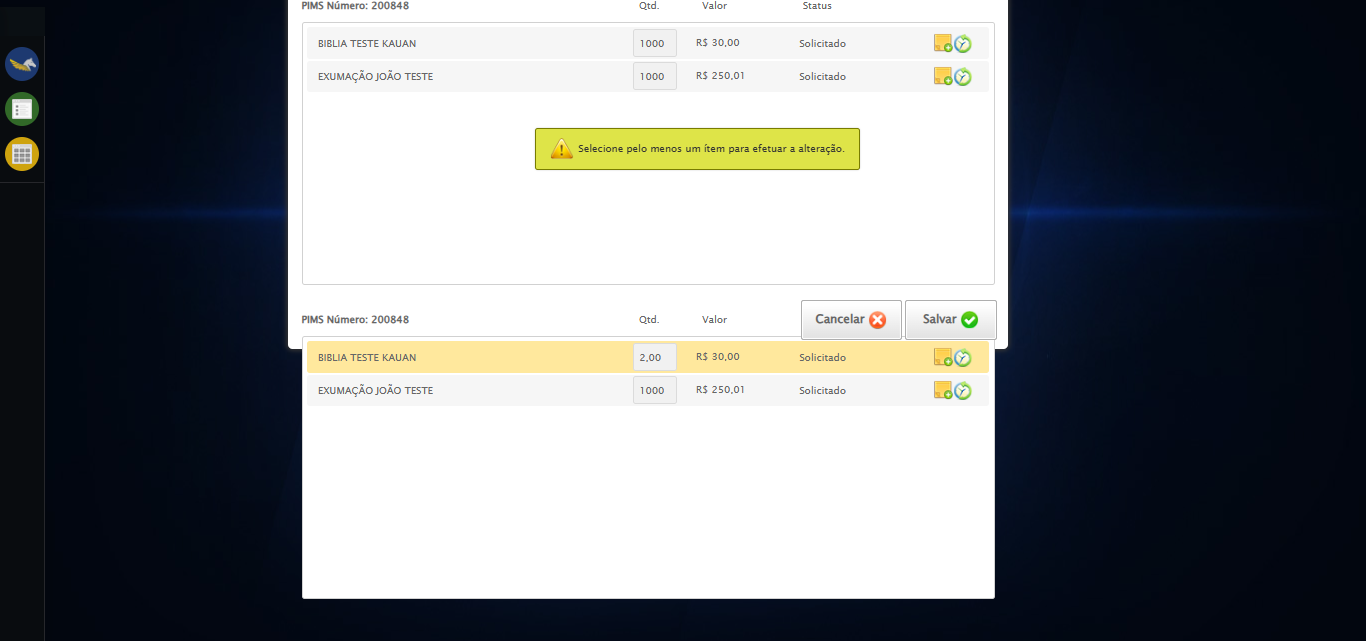 PIMS Número: 200848 Qtd. Valor Status
BIBLIA TESTE KAUAN 1000 R$ 30,00 Solicitado
EXUMAÇÃO JOÃO TESTE 1000 R$ 250,01 Solicitado
Selecione pelo menos um ítem para efetuar a alteração.
PIMS Número: 200848 Qtd. Valor Cancelar Salvar
BIBLIA TESTE KAUAN 2,00 R$ 30,00 Solicitado
EXUMAÇÃO JOÃO TESTE 1000 R$ 250,01 Solicitado